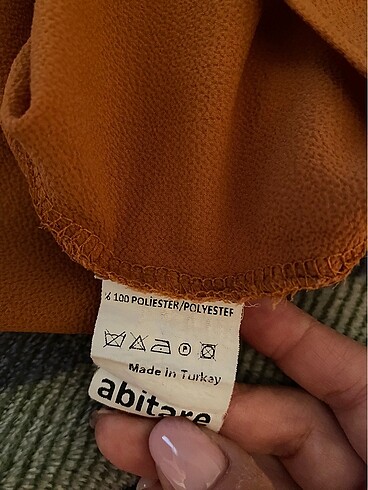 % 100 POLİESTER/POLYESTER
P
Made in Turkey
abitare